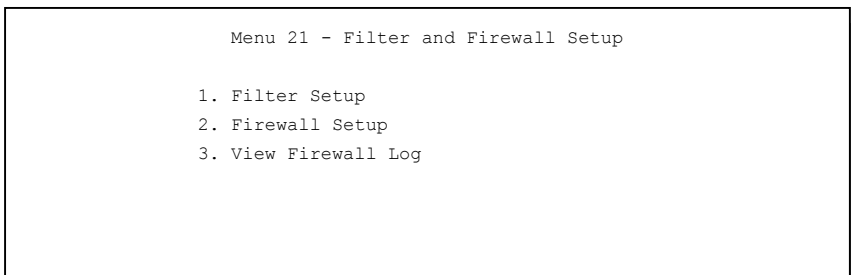 Menu 21 - Filter and Firewall Setup
1. Filter Setup
2. Firewall Setup
3. View Firewall Log